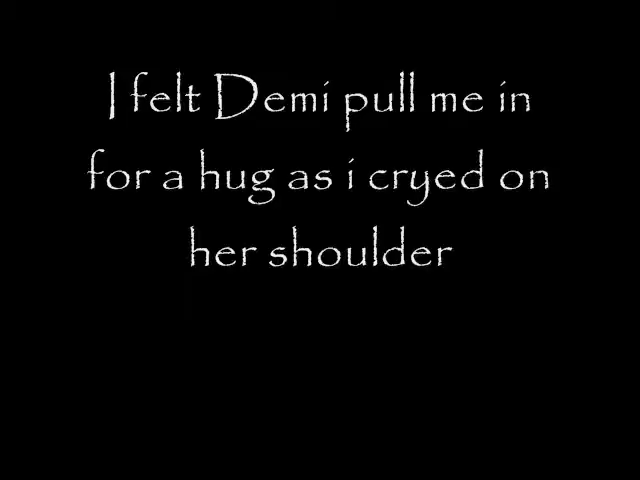 I felt Demi pull me in
for a hug as i cryed on
her shoulder